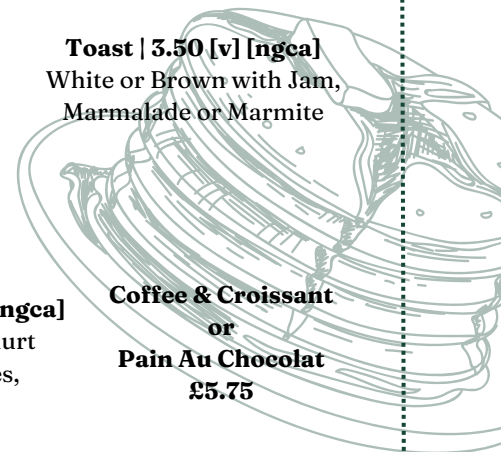 Toast | 3.50 [v] [ngca]
White or Brown with Jam,
Marmalade or Marmite
ngca]
Coffee & Croissant
or
Pain Au Chocolat
£5.75